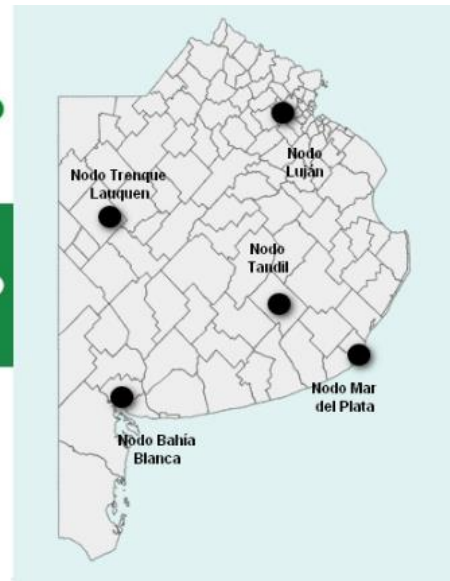 Nodo
Luján
Nodo Trenque
Lauquen
Nodo
Tandil
Nodo Mar
del Plata
Nodo Bahía
Blanca